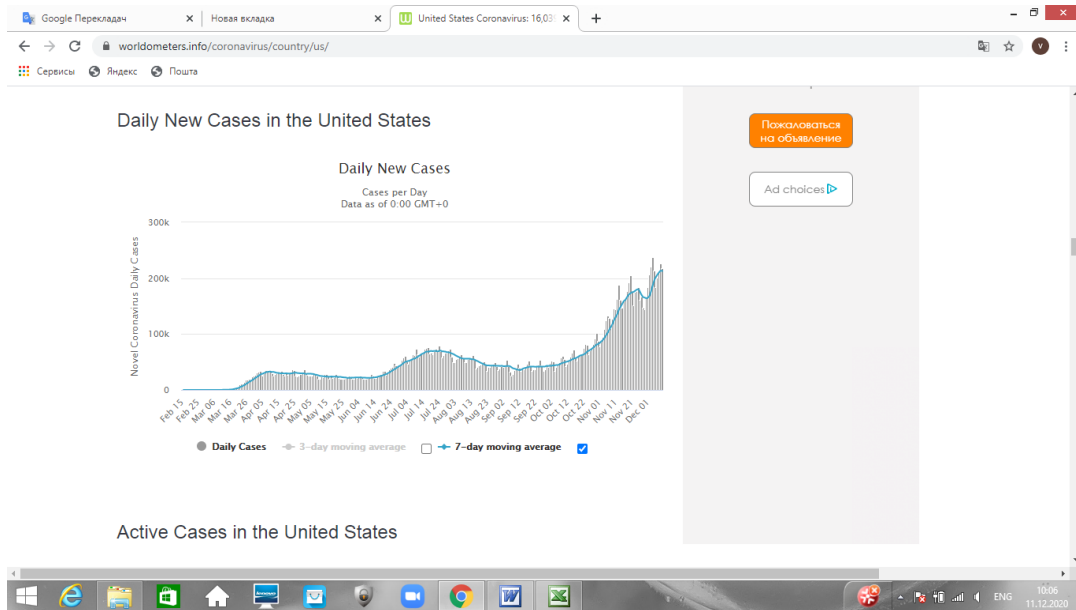 Google Перекладач
Новая вкладка
United States Coronavirus: 16,039
worldometers.info/coronavirus/country/us/
Сервисы Яндекс Пошта
Daily New Cases in the United States
Пожаловаться
на объявление
Ad choices
Daily New Cases
Cases per Day
Data as of 0:00 GMT+0
Novel Coronavirus Daily Cases
300k
200k
100k
0
Feb 15 Feb 25 Mar 06 Mar 16 Mar 26 Apr 05 Apr 15 Apr 25 May 05 May 15 May 25 Jun 04 Jun 14 Jun 24 Jul 04 Jul 14 Jul 24 Aug 03 Aug 13 Aug 23 Sep 02 Sep 12 Sep 22 Oct 02 Oct 12 Oct 22 Nov 01 Nov 11 Nov 21 Dec 01
Daily Cases 3-day moving average 7-day moving average
Active Cases in the United States
ENG
10:06
11.12.2020